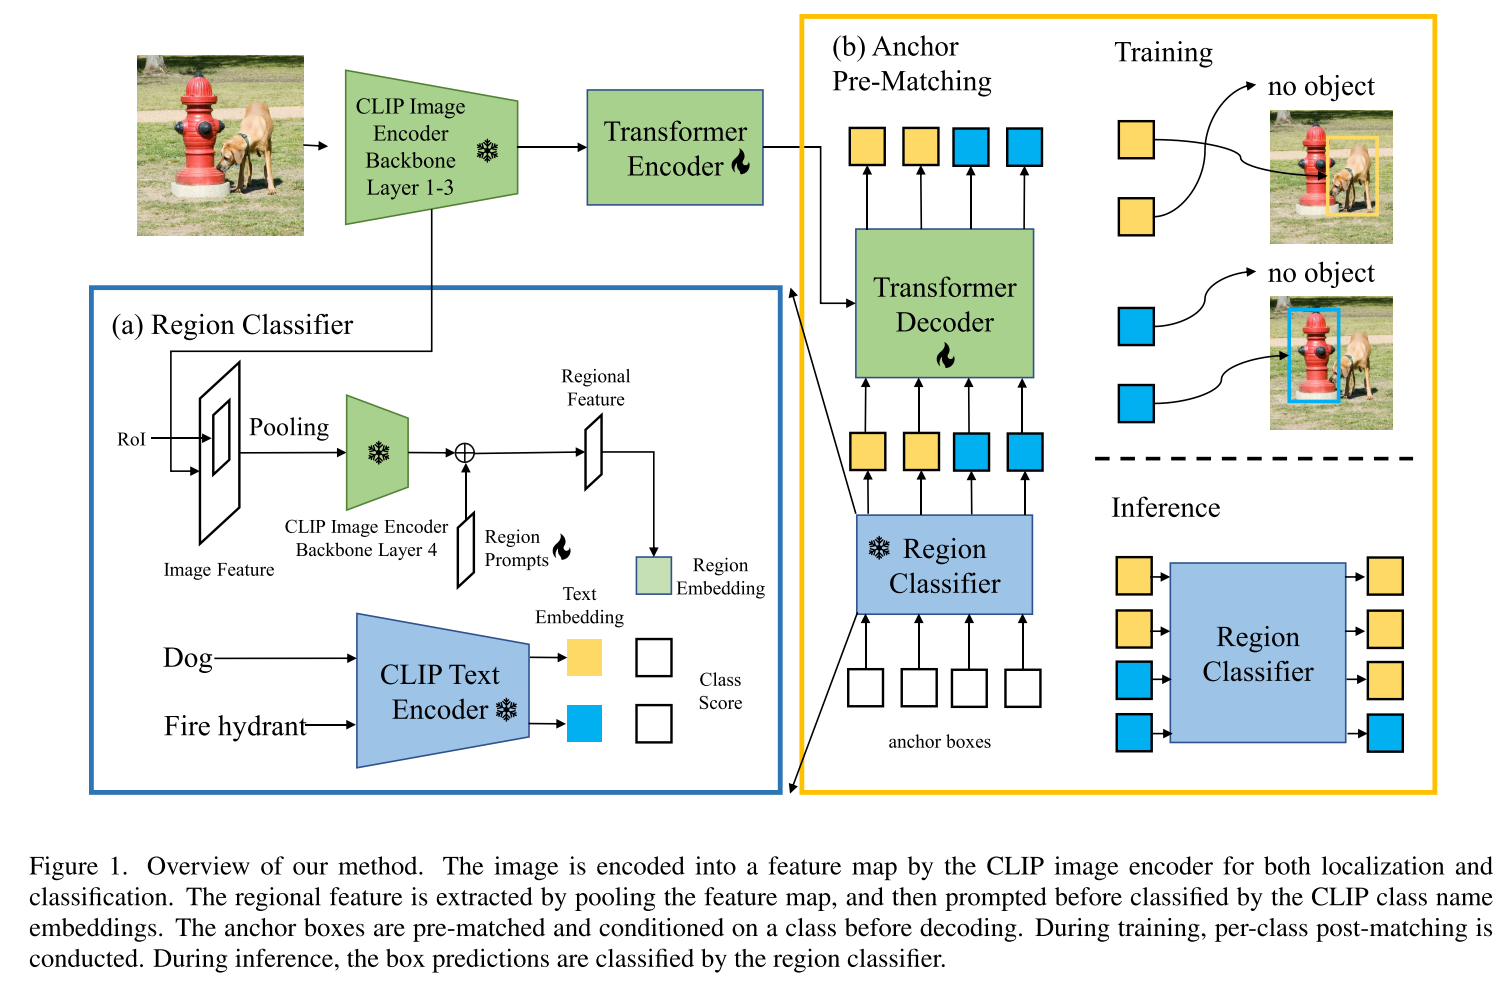 CLIP Image
Encoder
Backbone
Layer 1-3
Transformer
Encoder
(a) Region Classifier
RoI
Pooling
Image Feature
CLIP Image Encoder
Backbone Layer 4
Region
Prompts
Regional
Feature
Region
Embedding
Text
Embedding
Dog
Fire hydrant
CLIP Text
Encoder
Class
Score
(b) Anchor
Pre-Matching
Transformer
Decoder
Region
Classifier
anchor boxes
Training
no object
no object
Inference
Region
Classifier
Figure 1. Overview of our method. The image is encoded into a feature map by the CLIP image encoder for both localization and
classification. The regional feature is extracted by pooling the feature map, and then prompted before classified by the CLIP class name
embeddings. The anchor boxes are pre-matched and conditioned on a class before decoding. During training, per-class post-matching is
conducted. During inference, the box predictions are classified by the region classifier.